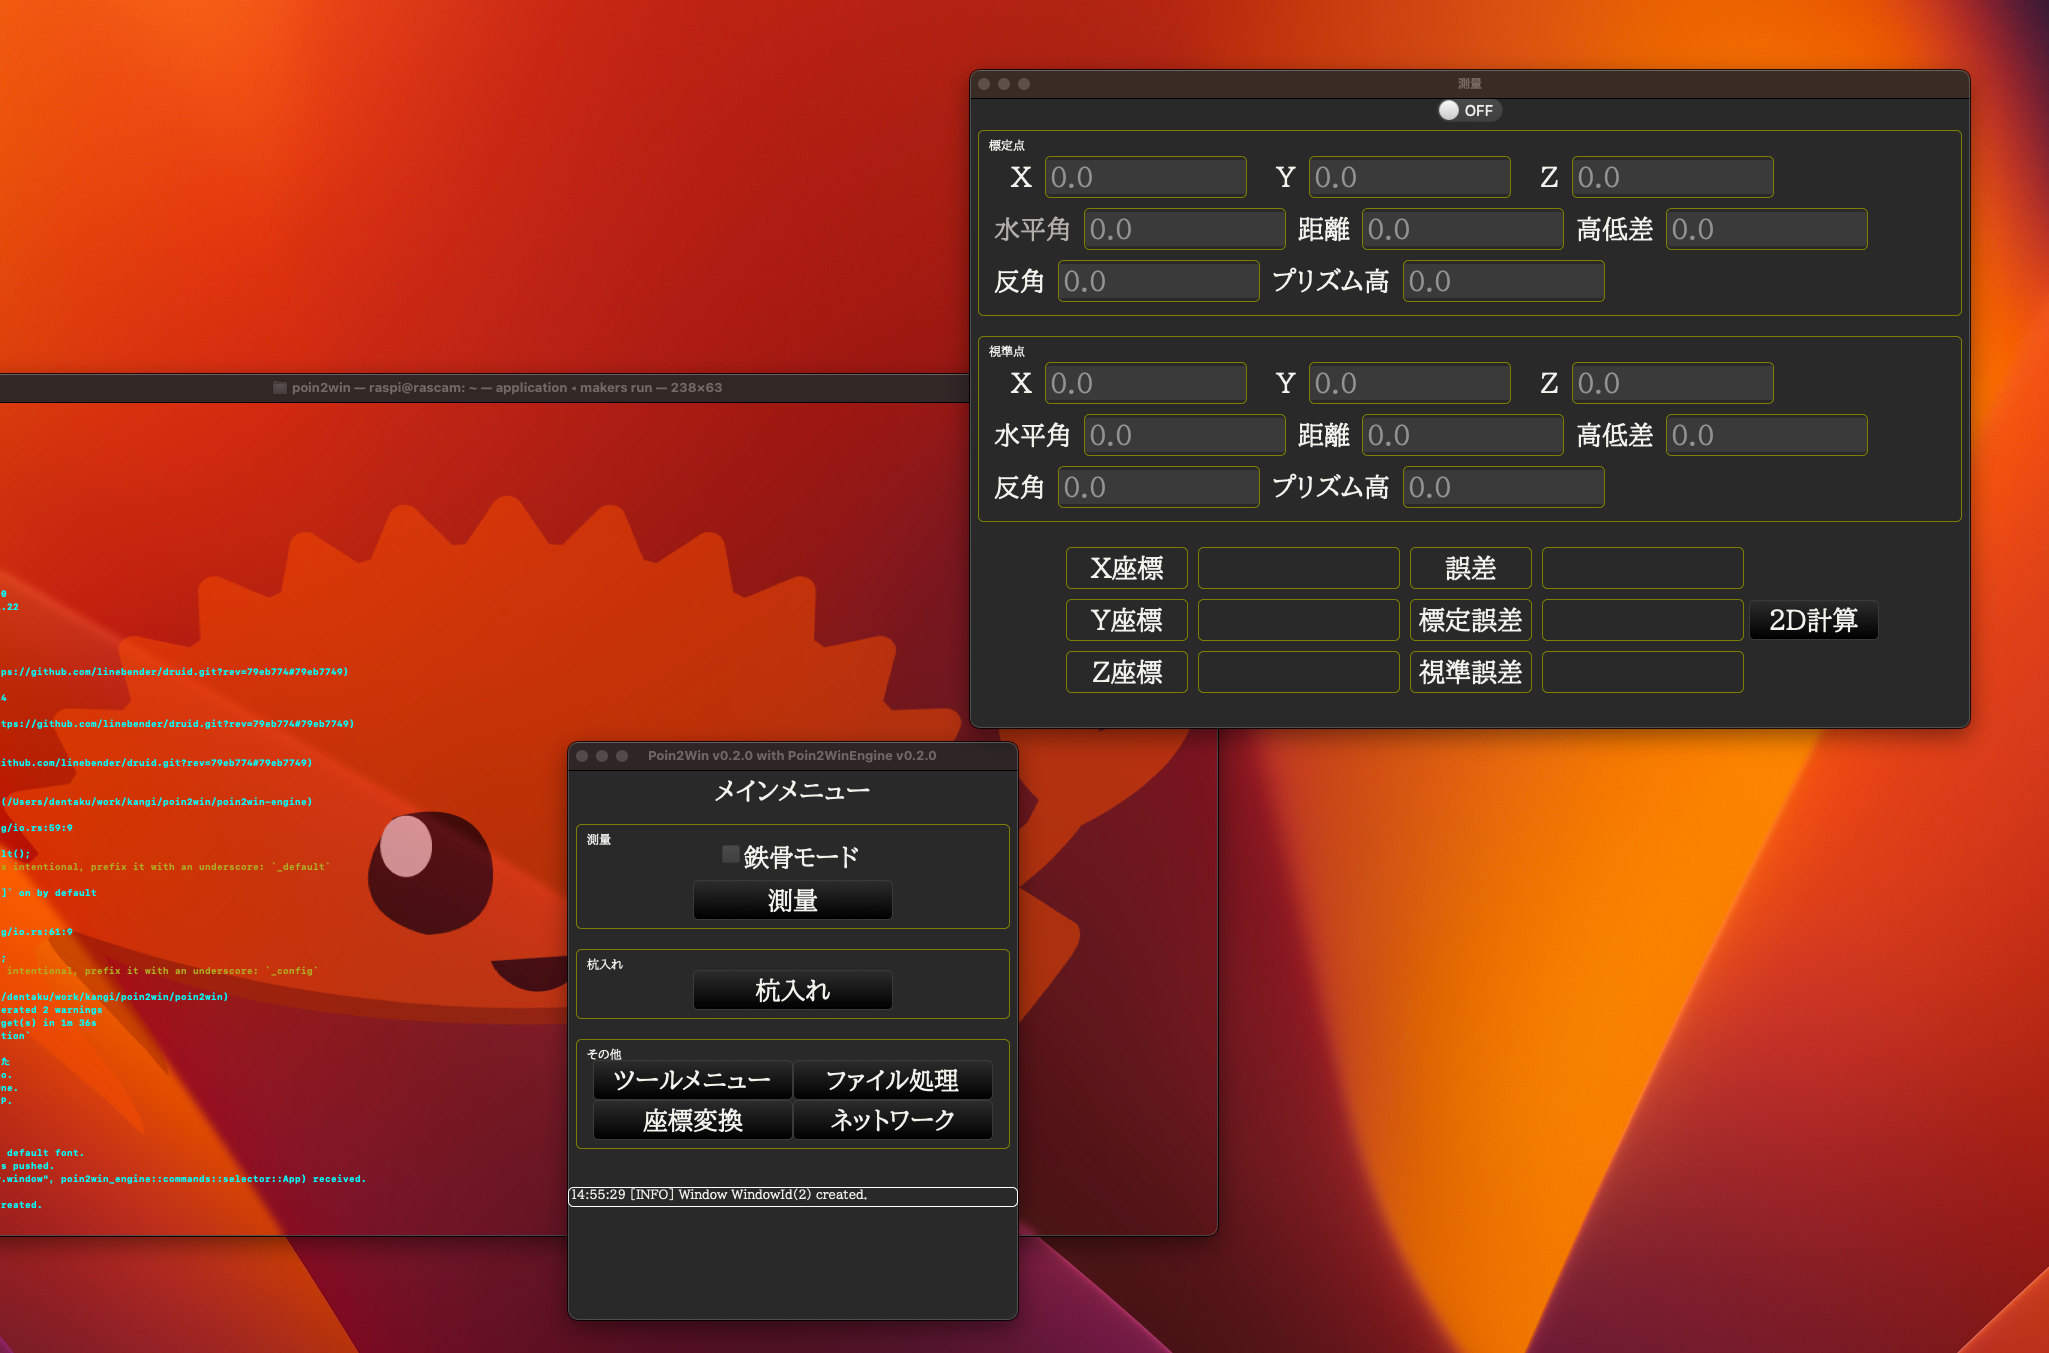 測量
OFF
標定点
X 0.0 Y 0.0 Z 0.0
水平角 0.0 距離 0.0 高低差 0.0
反角 0.0 プリズム高 0.0
視準点
X 0.0 Y 0.0 Z 0.0
水平角 0.0 距離 0.0 高低差 0.0
反角 0.0 プリズム高 0.0
X座標 誤差
Y座標 標定誤差 2D計算
Z座標 視準誤差
poin2win — raspi@rascam: ~ — application ◂ makers run — 238×63
0
.22
ps://github.com/linebender/druid.git?rev=79eb774#79eb7749)
4
tps://github.com/linebender/druid.git?rev=79eb774#79eb7749)
ithub.com/linebender/druid.git?rev=79eb774#79eb7749)
(/Users/dentaku/work/kangi/poin2win/poin2win-engine)
g/io.rs:59:9
lt();
s intentional, prefix it with an underscore: `_default`
]` on by default
g/io.rs:61:9
;
intentional, prefix it with an underscore: `_config`
/dentaku/work/kangi/poin2win/poin2win)
erated 2 warnings
get(s) in 1m 36s
tion`
た
o.
ne.
P.
default font.
s pushed.
.window", poin2win_engine::commands::selector::App) received.
reated.
Poin2Win v0.2.0 with Poin2WinEngine v0.2.0
メインメニュー
測量
鉄骨モード
測量
杭入れ
杭入れ
その他
ツールメニュー ファイル処理
座標変換 ネットワーク
14:55:29 [INFO] Window WindowId(2) created.